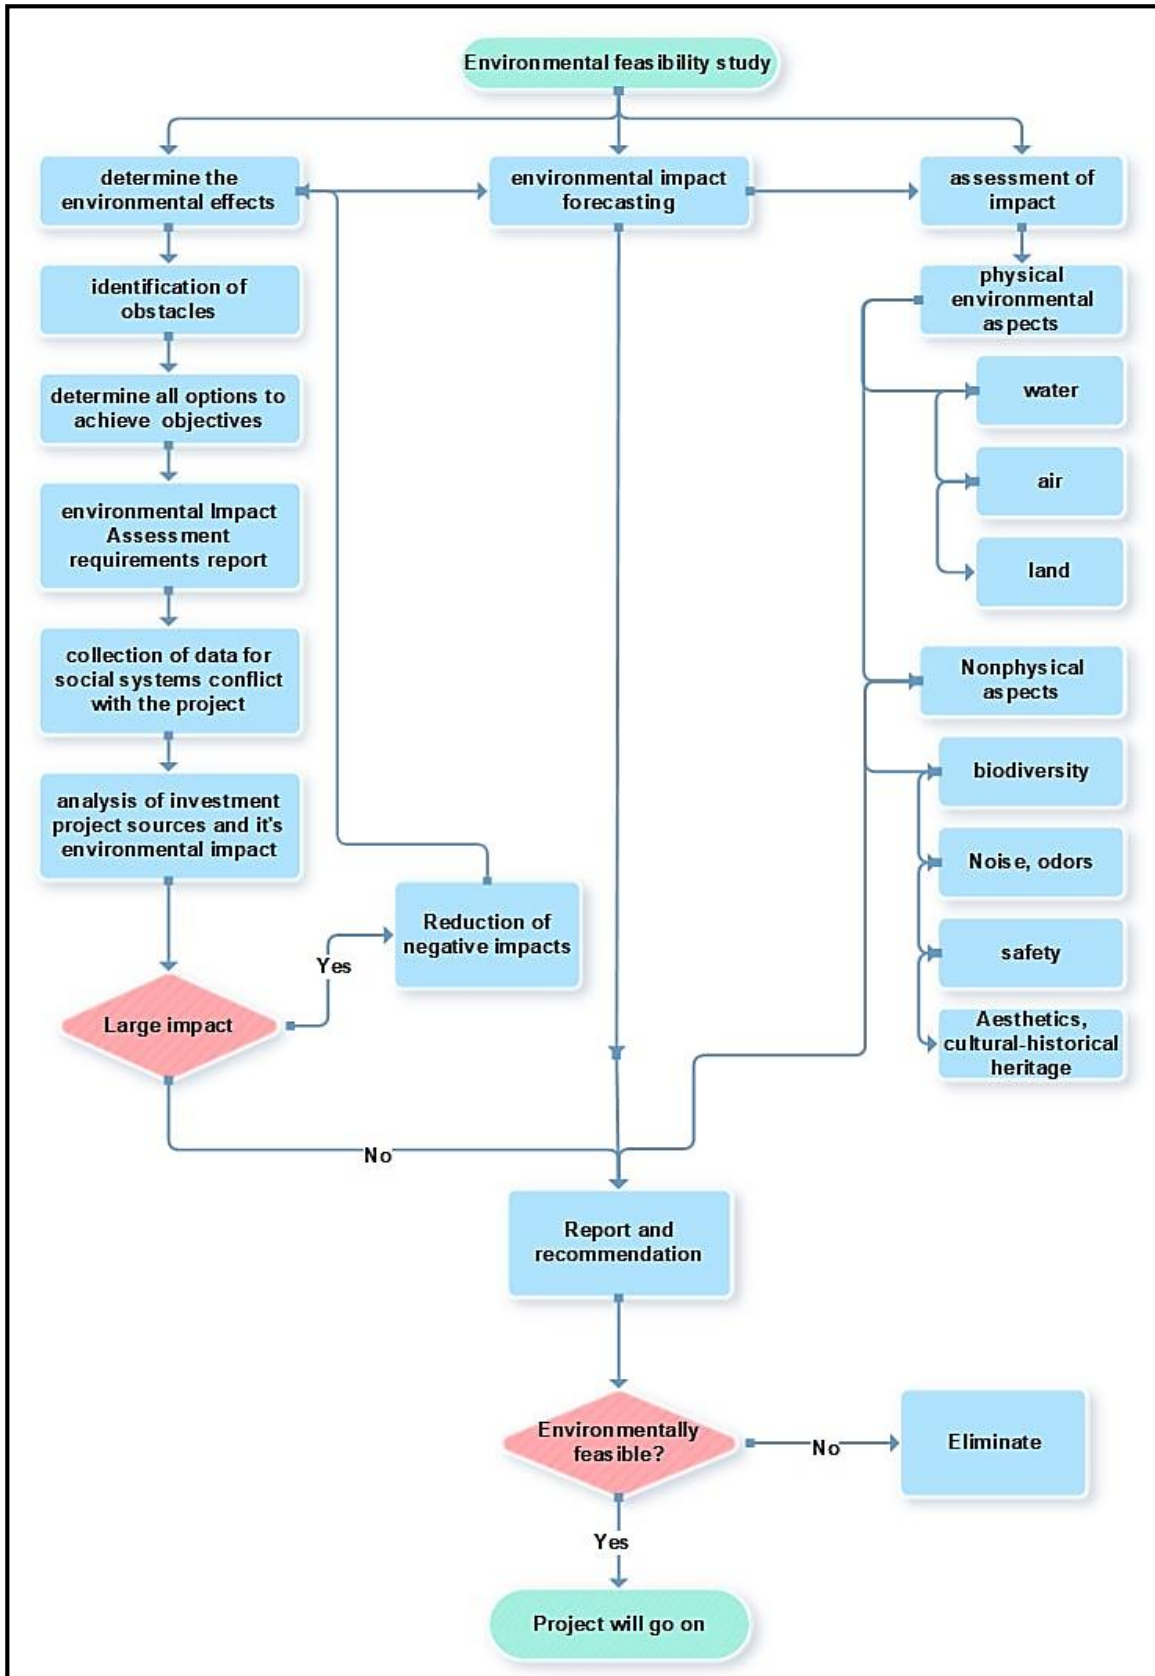 Environmental feasibility study
determine the
environmental effects
environmental impact
forecasting
assessment of
impact
identification of
obstacles
physical
environmental
aspects
determine all options to
achieve objectives
water
environmental Impact
Assessment
requirements report
air
land
collection of data for
social systems conflict
with the project
Nonphysical
aspects
analysis of investment
project sources and it's
environmental impact
biodiversity
Noise, odors
Reduction of
negative impacts
Yes
safety
Large impact
Aesthetics,
cultural-historical
heritage
No
Report and
recommendation
Environmentally
feasible?
No
Eliminate
Yes
Project will go on